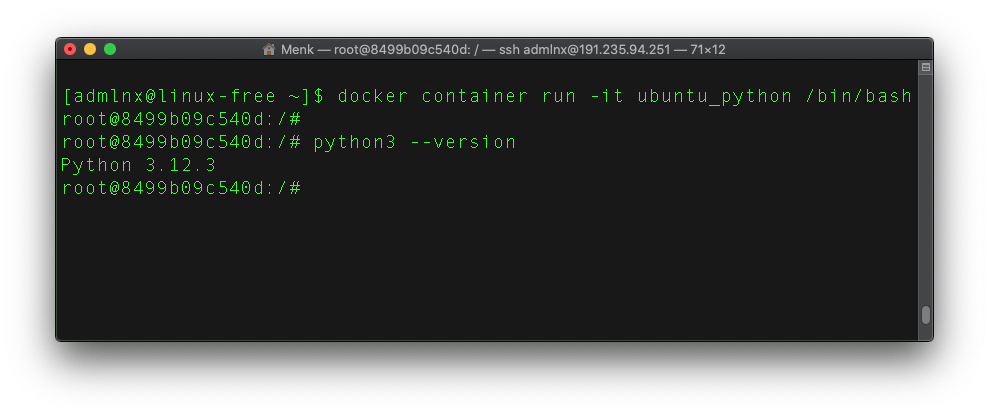 Menk — root@8499b09c540d: / — ssh admlnx@191.235.94.251 — 71×12
[admlnx@linux-free ~]$ docker container run -it ubuntu_python /bin/bash
root@8499b09c540d:/#
root@8499b09c540d:/# python3 --version
Python 3.12.3
root@8499b09c540d:/#